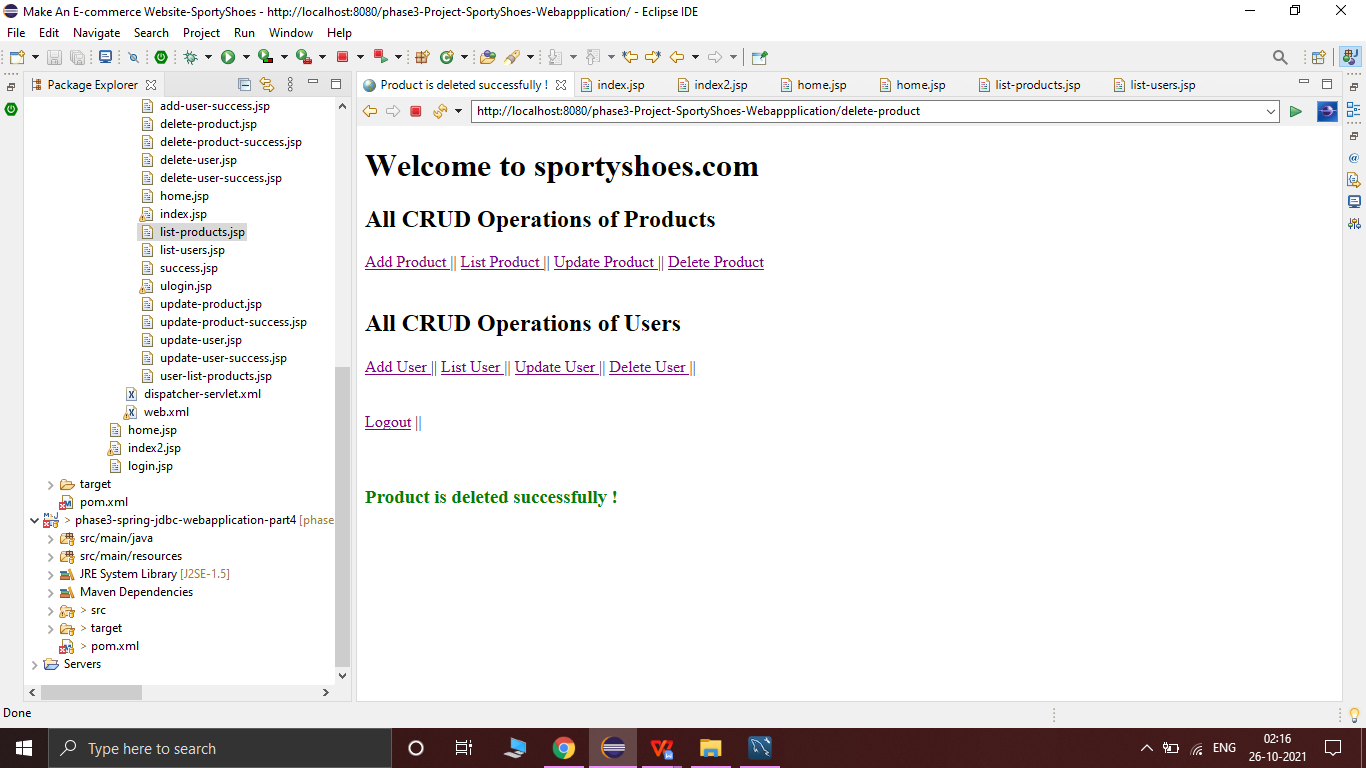 Make An E-commerce Website-SportyShoes - http://localhost:8080/phase3-Project-SportyShoes-Webappplication/ - Eclipse IDE
File Edit Navigate Search Project Run Window Help
Package Explorer
Product is deleted successfully ! index.jsp index2.jsp home.jsp home.jsp list-products.jsp list-users.jsp
http://localhost:8080/phase3-Project-SportyShoes-Webappplication/delete-product
add-user-success.jsp
delete-product.jsp
delete-product-success.jsp
delete-user.jsp
delete-user-success.jsp
home.jsp
index.jsp
list-products.jsp
list-users.jsp
success.jsp
ulogin.jsp
update-product.jsp
update-product-success.jsp
update-user.jsp
update-user-success.jsp
user-list-products.jsp
dispatcher-servlet.xml
web.xml
home.jsp
index2.jsp
login.jsp
target
pom.xml
> phase3-spring-jdbc-webapplication-part4 [phase
src/main/java
src/main/resources
JRE System Library [J2SE-1.5]
Maven Dependencies
> src
> target
> pom.xml
Servers
Welcome to sportyshoes.com
All CRUD Operations of Products
Add Product || List Product || Update Product || Delete Product
All CRUD Operations of Users
Add User || List User || Update User || Delete User ||
Logout ||
Product is deleted successfully !
Done
Type here to search
ENG
02:16
26-10-2021